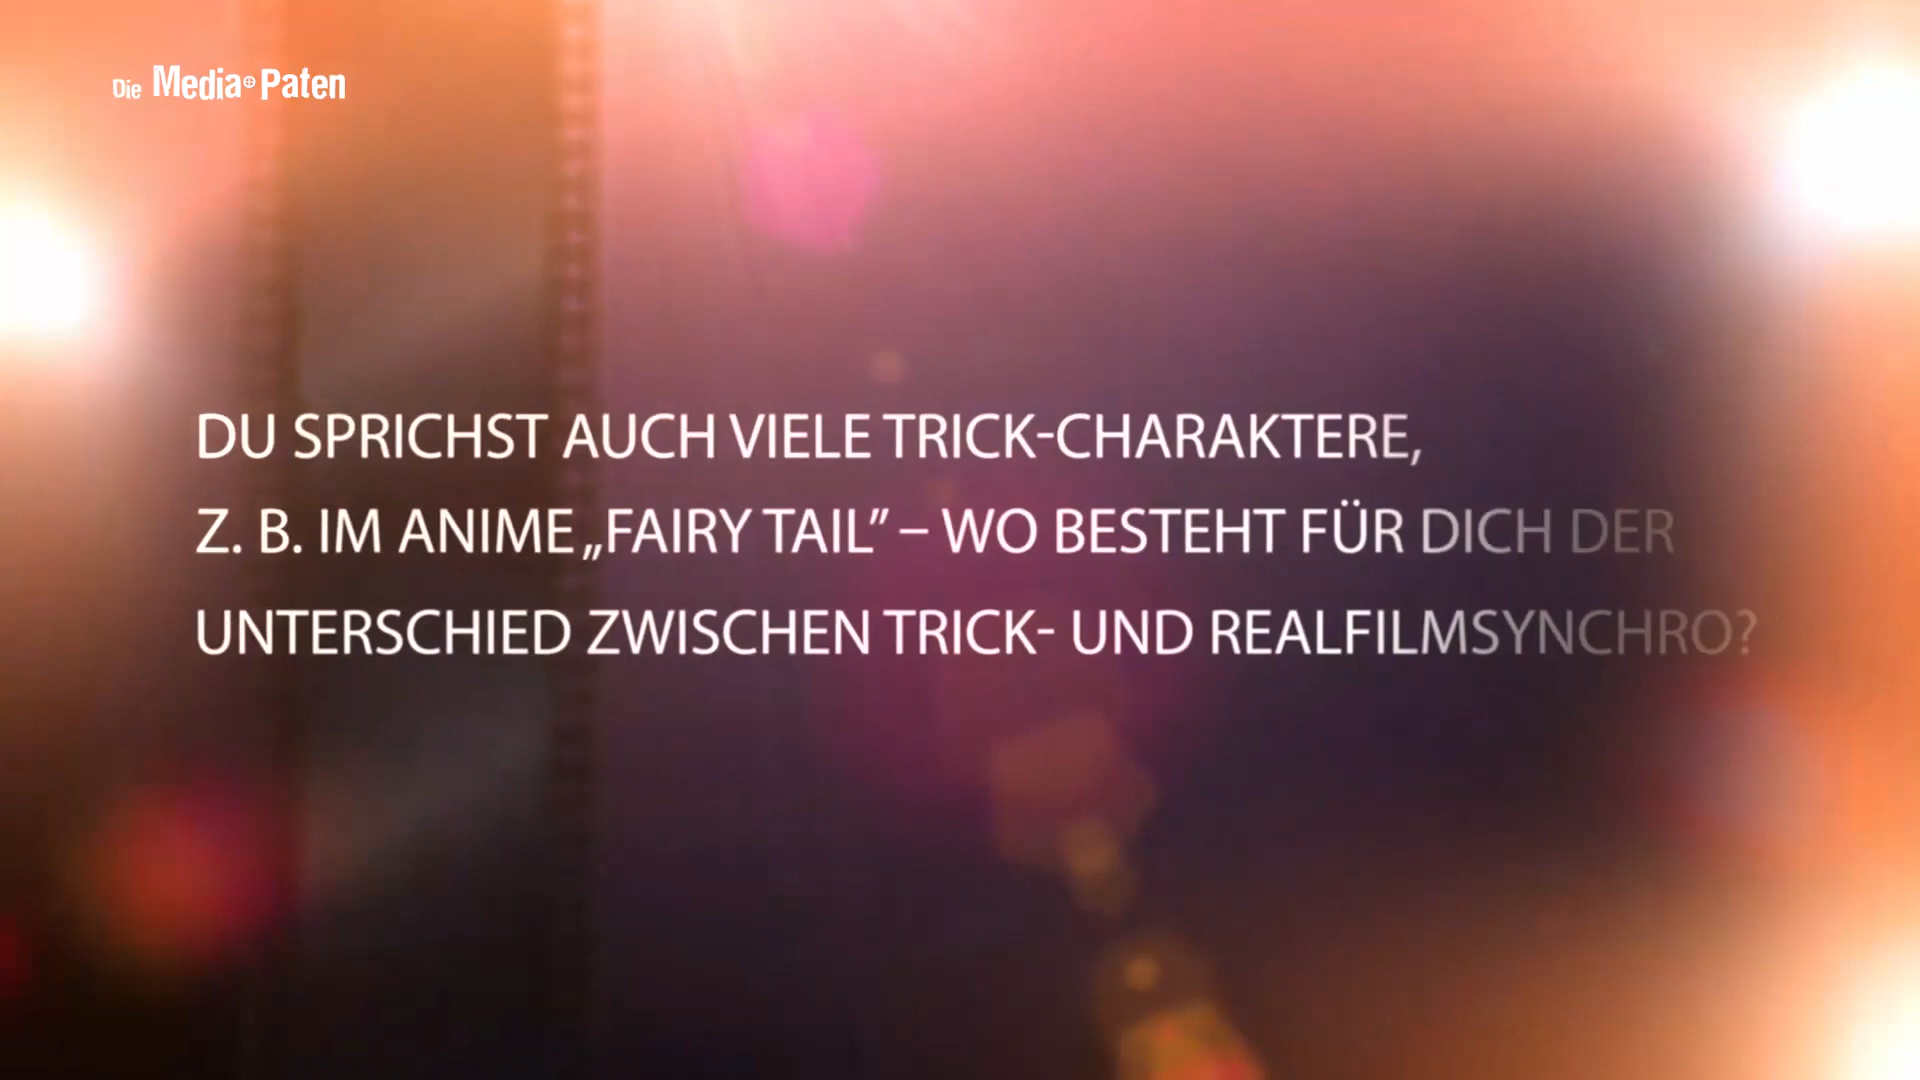 Die Media Paten
DU SPRICHST AUCH VIELE TRICK-CHARAKTERE,
Z. B. IM ANIME „FAIRY TAIL” – WO BESTEHT FÜR DICH DER
UNTERSCHIED ZWISCHEN TRICK- UND REALFILMSYNCHRO?